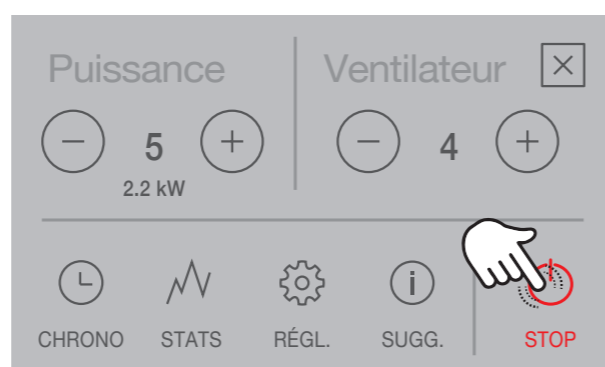 Puissance
Ventilateur
5
4
2.2 kW
CHRONO
STATS
RÉGL.
SUGG.
STOP